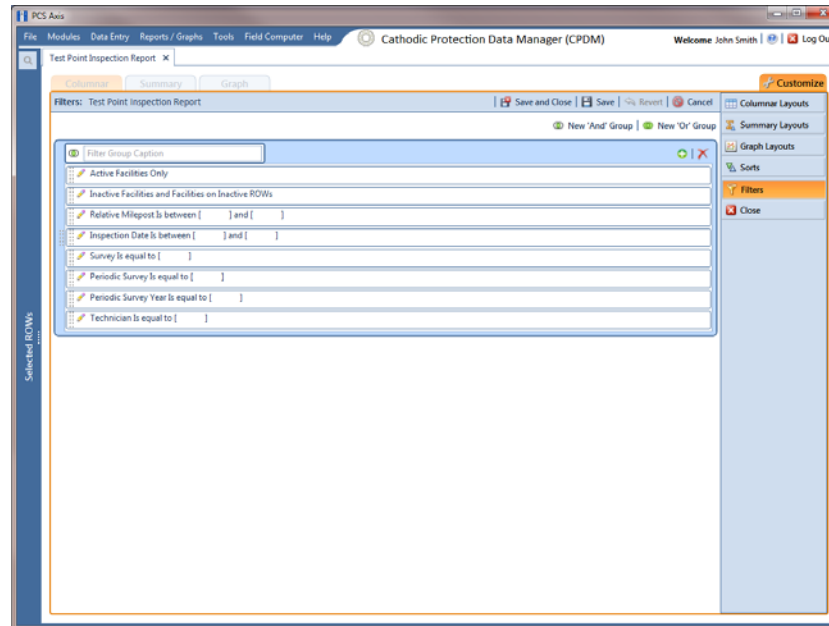 PCS Axis
File Modules Data Entry Reports / Graphs Tools Field Computer Help Cathodic Protection Data Manager (CPDM) Welcome John Smith | Log Ou
Test Point Inspection Report X
Columnar Summary Graph Customize
Filters: Test Point Inspection Report | Save and Close | Save | Revert | Cancel
New 'And' Group | New 'Or' Group
Filter Group Caption
Active Facilities Only
Inactive Facilities and Facilities on Inactive ROWs
Relative Milepost Is between [ ] and [ ]
Inspection Date Is between [ ] and [ ]
Survey Is equal to [ ]
Periodic Survey Is equal to [ ]
Periodic Survey Year Is equal to [ ]
Technician Is equal to [ ]
Columnar Layouts
Summary Layouts
Graph Layouts
Sorts
Filters
Close
Selected ROWs